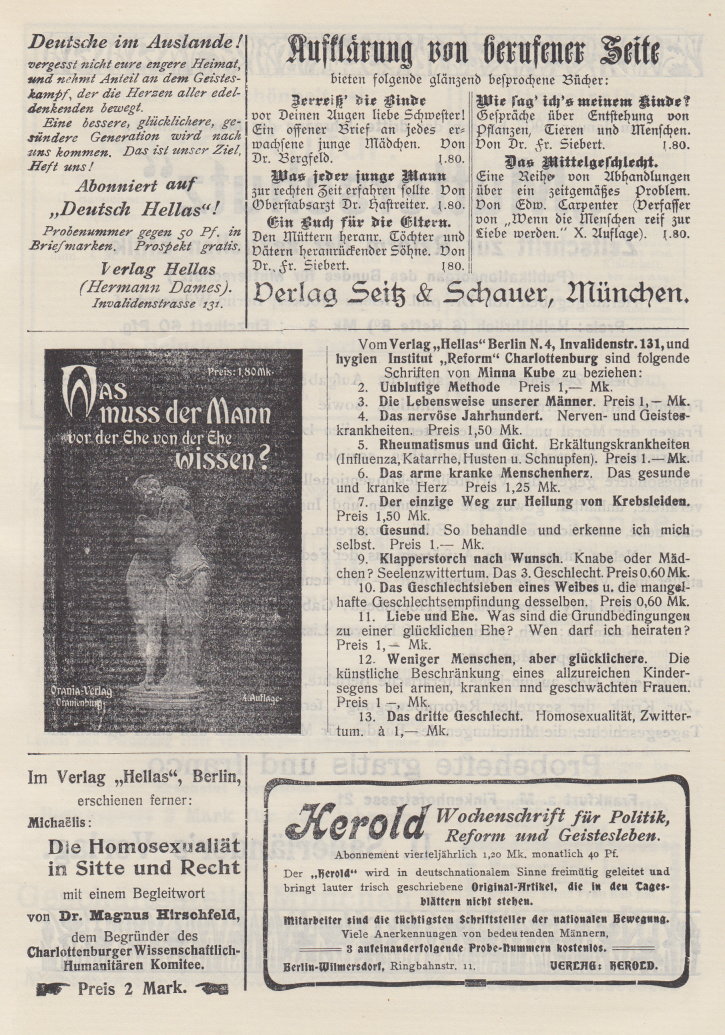 Deutsche im Auslande!
vergesst nicht eure engere Heimat,
und nehmt Anteil an dem Geistes-
kampf, der die Herzen aller edel-
denkenden bewegt.
Eine bessere, glücklichere, ge-
sündere Generation wird nach
uns kommen. Das ist unser Ziel,
Heft uns!
Abonniert auf
„Deutsch Hellas“!
Probenummer gegen 50 Pf. in
Briefmarken. Prospekt gratis.
Verlag Hellas
(Hermann Dames).
Invalidenstrasse 131.
Aufklärung von berufener Seite
bieten folgende glänzend besprochene Bücher:
Zerreiß' die Binde
vor Deinen Augen liebe Schwester!
Ein offener Brief an jedes er-
wachsene junge Mädchen. Von
Dr. Bergfeld. 1.80.
Was jeder junge Mann
zur rechten Zeit erfahren sollte Von
Oberstabsarzt Dr. Hastreiter. 1.80.
Ein Buch für die Eltern.
Den Müttern heranr. Töchter und
Vätern heranrückender Söhne. Von
Dr. Fr. Siebert. 180.
Wie sag' ich's meinem Kinde?
Gespräche über Entstehung von
Pflanzen, Tieren und Menschen.
Von Dr. Fr. Siebert. 1.80.
Das Mittelgeschlecht.
Eine Reihe von Abhandlungen
über ein zeitgemäßes Problem.
Von Edw. Carpenter (Verfasser
von „Wenn die Menschen reif zur
Liebe werden.“ X. Auflage). 1.80.
Verlag Seitz & Schauer, München.
Preis: 1,80 Mk.
Was
muss der Mann
vor der Ehe von der Ehe
wissen?
Orania-Verlag
Oranienburg
4. Auflage
Vom Verlag „Hellas“ Berlin N. 4, Invalidenstr. 131, und
hygien Institut „Reform“ Charlottenburg sind folgende
Schriften von Minna Kube zu beziehen:
2. Uublutige Methode Preis 1,— Mk.
3. Die Lebensweise unserer Männer. Preis 1,— Mk.
4. Das nervöse Jahrhundert. Nerven- und Geistes-
krankheiten. Preis 1,50 Mk.
5. Rheumatismus und Gicht. Erkältungskrankheiten
(Influenza, Katarrhe, Husten u. Schnupfen). Preis 1.— Mk.
6. Das arme kranke Menschenherz. Das gesunde
und kranke Herz Preis 1,25 Mk.
7. Der einzige Weg zur Heilung von Krebsleiden.
Preis 1,50 Mk.
8. Gesund. So behandle und erkenne ich mich
selbst. Preis 1.— Mk.
9. Klapperstorch nach Wunsch. Knabe oder Mäd-
chen? Seelenzwittertum. Das 3. Geschlecht. Preis 0.60 Mk.
10. Das Geschlechtsleben eines Weibes u. die mangel-
hafte Geschlechtsempfindung desselben. Preis 0,60 Mk.
11. Liebe und Ehe. Was sind die Grundbedingungen
zu einer glücklichen Ehe? Wen darf ich heiraten?
Preis 1,— Mk.
12. Weniger Menschen, aber glücklichere. Die
künstliche Beschränkung eines allzureichen Kinder-
segens bei armen, kranken nnd geschwächten Frauen.
Preis 1 —, Mk.
13. Das dritte Geschlecht. Homosexualität, Zwitter-
tum. à 1,— Mk.
Im Verlag „Hellas“, Berlin,
erschienen ferner:
Michaëlis:
Die Homosexualiät
in Sitte und Recht
mit einem Begleitwort
von Dr. Magnus Hirschfeld,
dem Begründer des
Charlottenburger Wissenschaftlich-
Humanitären Komitee.
Preis 2 Mark.
Herold Wochenschrift für Politik,
Reform und Geistesleben.
Abonnement vierteljährlich 1,20 Mk. monatlich 40 Pf.
Der „Herold“ wird in deutschnationalem Sinne freimütig geleitet und
bringt lauter frisch geschriebene Original-Artikel, die in den Tages-
blättern nicht stehen.
Mitarbeiter sind die tüchtigsten Schriftsteller der nationalen Bewegung.
Viele Anerkennungen von bedeutenden Männern,
3 aufeinanderfolgende Probe-Nummern kostenlos.
Berlin-Wilmersdorf, Ringbahnstr. 11. VERLAG: HEROLD.